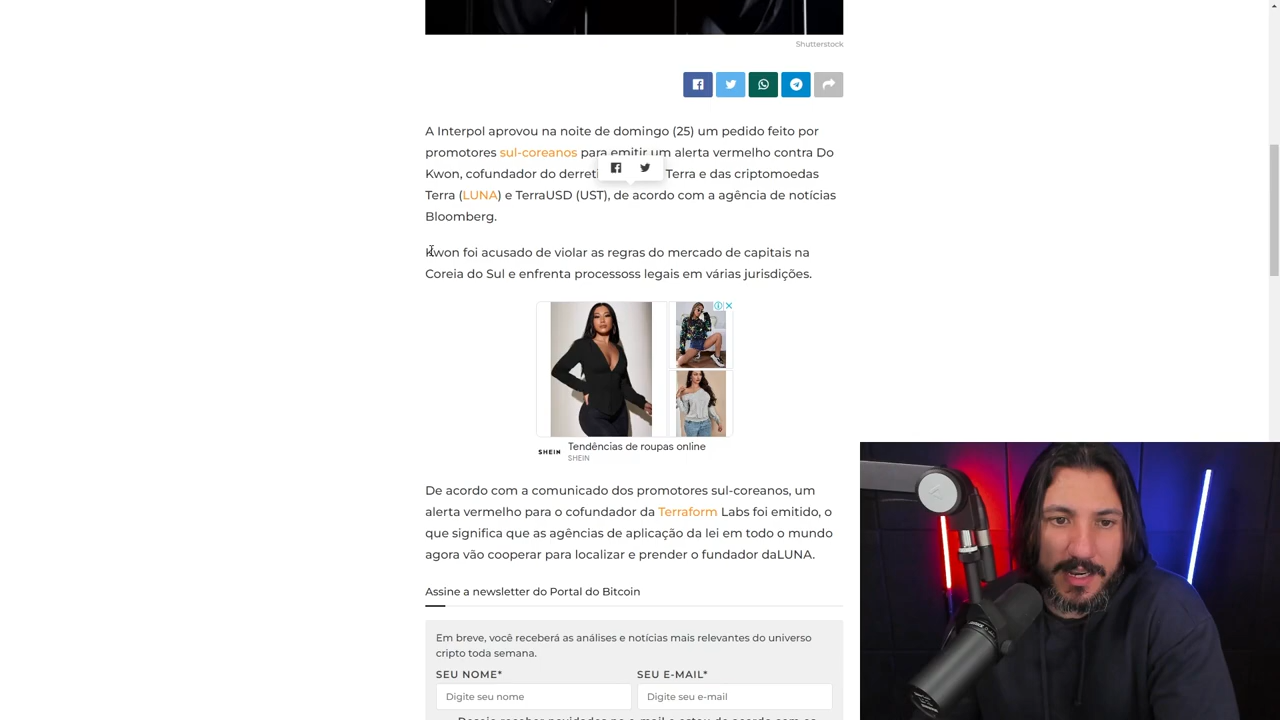 Shutterstock
A Interpol aprovou na noite de domingo (25) um pedido feito por
promotores sul-coreanos para emitir um alerta vermelho contra Do
Kwon, cofundador do derreti Terra e das criptomoedas
Terra (LUNA) e TerraUSD (UST), de acordo com a agência de notícias
Bloomberg.
Kwon foi acusado de violar as regras do mercado de capitais na
Coreia do Sul e enfrenta processoss legais em várias jurisdições.
Tendências de roupas online
SHEIN
SHEIN
De acordo com a comunicado dos promotores sul-coreanos, um
alerta vermelho para o cofundador da Terraform Labs foi emitido, o
que significa que as agências de aplicação da lei em todo o mundo
agora vão cooperar para localizar e prender o fundador daLUNA.
Assine a newsletter do Portal do Bitcoin
Em breve, você receberá as análises e notícias mais relevantes do universo
cripto toda semana.
SEU NOME* SEU E-MAIL*
Digite seu nome Digite seu e-mail